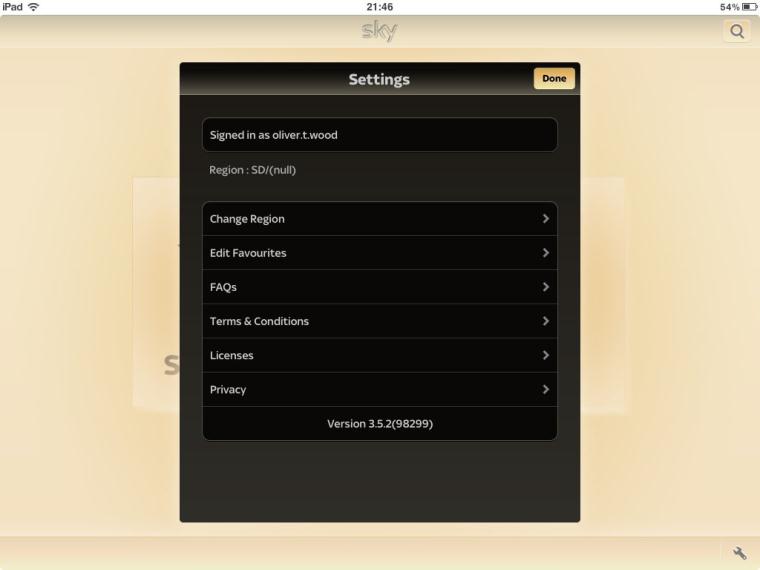 iPad 21:46 54%
sky
Settings Done
Signed in as oliver.t.wood
Region : SD/(null)
Change Region
Edit Favourites
FAQs
Terms & Conditions
S
Licenses
Privacy
Version 3.5.2(98299)